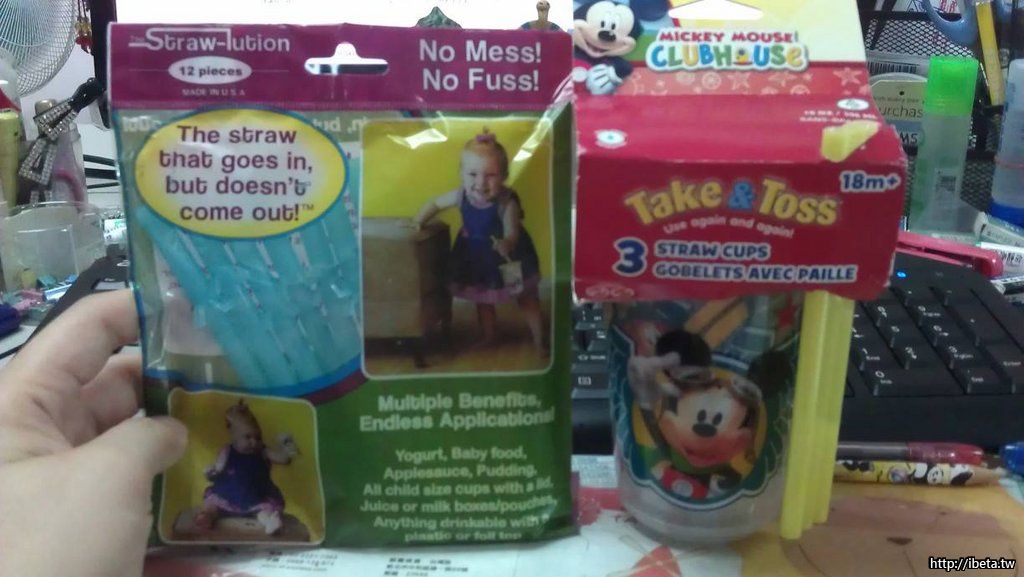 The Straw-lution
12 pieces
MADE IN U.S.A
No Mess!
No Fuss!
The straw
that goes in,
but doesn't
come out!™
Multiple Benefits,
Endless Applications!
Yogurt, Baby food,
Applesauce, Pudding,
All child size cups with a lid,
Juice or milk boxes/pouches,
Anything drinkable with
plastic or foil top
MICKEY MOUSE
CLUBHOUSE
18m+
Take & Toss
Use again and again!
3 STRAW CUPS
GOBELETS AVEC PAILLE
http://ibeta.tw